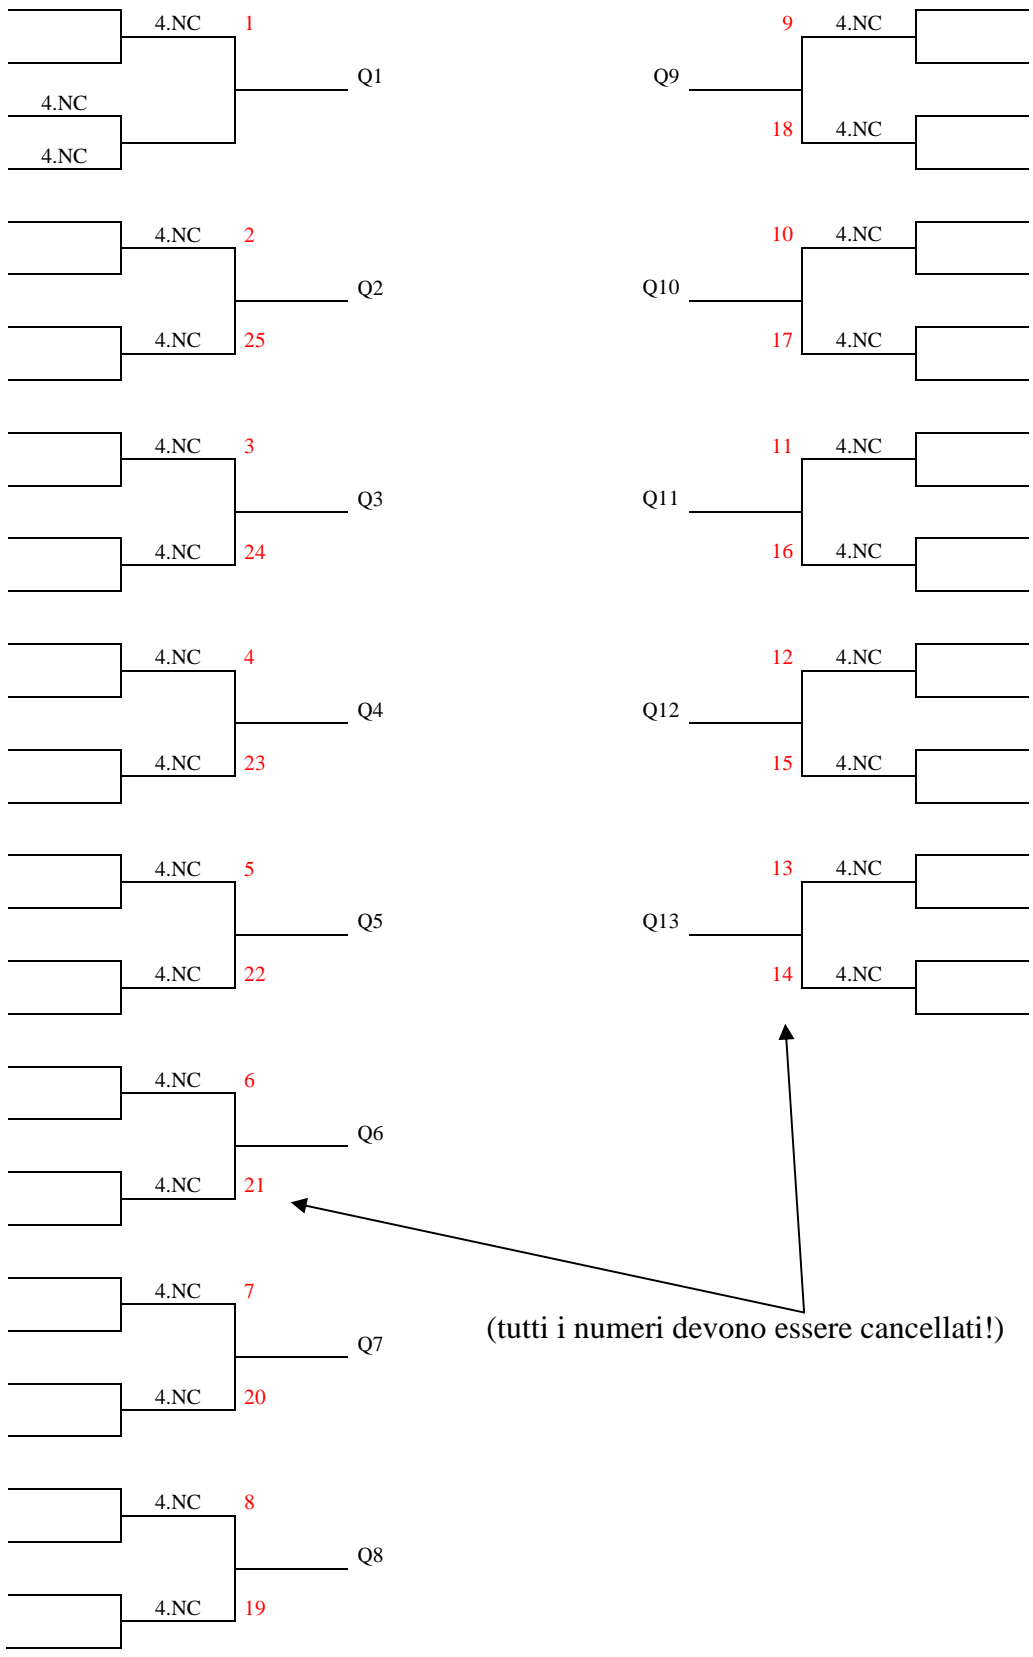 4.NC 1
Q1
4.NC
4.NC
4.NC 2
Q2
4.NC 25
4.NC 3
Q3
4.NC 24
4.NC 4
Q4
4.NC 23
4.NC 5
Q5
4.NC 22
4.NC 6
Q6
4.NC 21
4.NC 7
Q7
4.NC 20
4.NC 8
Q8
4.NC 19
9 4.NC
Q9
18 4.NC
10 4.NC
Q10
17 4.NC
11 4.NC
Q11
16 4.NC
12 4.NC
Q12
15 4.NC
13 4.NC
Q13
14 4.NC
(tutti i numeri devono essere cancellati!)